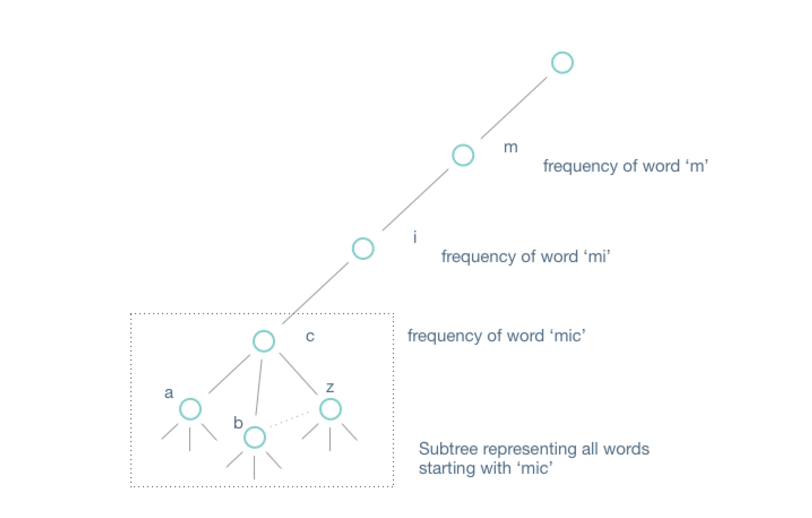 m
frequency of word ‘m’
i
frequency of word ‘mi’
c
frequency of word ‘mic’
a
z
b
Subtree representing all words
starting with ‘mic’